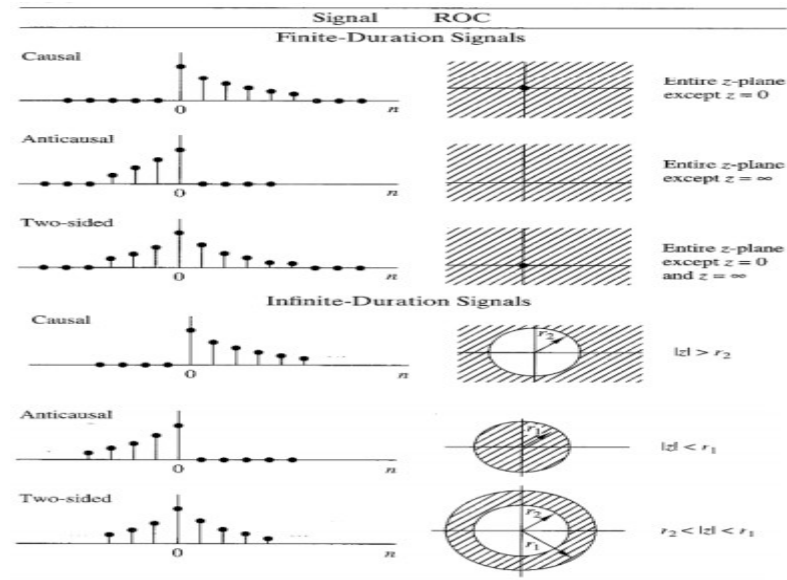 Signal ROC
Finite-Duration Signals
Causal
0
n
Entire z-plane
except z = 0
Anticausal
0
n
Entire z-plane
except z = ∞
Two-sided
0
n
Entire z-plane
except z = 0
and z = ∞
Infinite-Duration Signals
Causal
0
n
r2
|z| > r2
Anticausal
0
n
r1
|z| < r1
Two-sided
0
n
r2
r1
r2 < |z| < r1